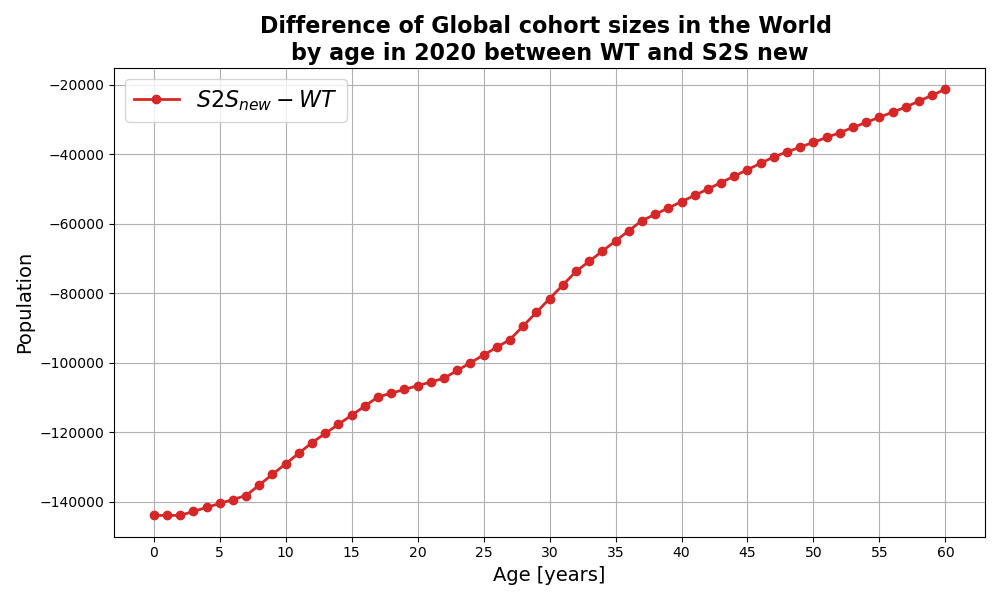 Difference of Global cohort sizes in the World
by age in 2020 between WT and S2S new
S2S_new − WT
Population
−20000
−40000
−60000
−80000
−100000
−120000
−140000
0 5 10 15 20 25 30 35 40 45 50 55 60
Age [years]